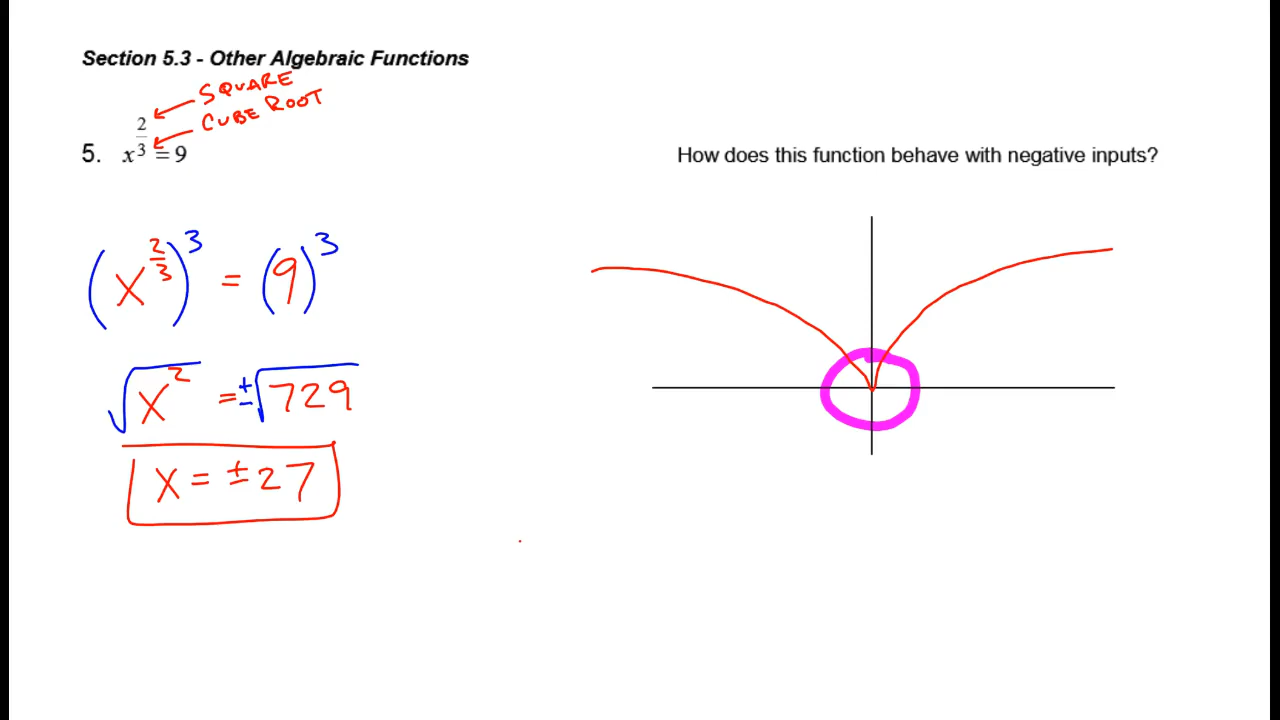 Section 5.3 - Other Algebraic Functions
SQUARE
CUBE ROOT
5. x^(2/3) = 9
How does this function behave with negative inputs?
(x^(2/3))^3 = (9)^3
√(x^2) = ±√729
x = ±27